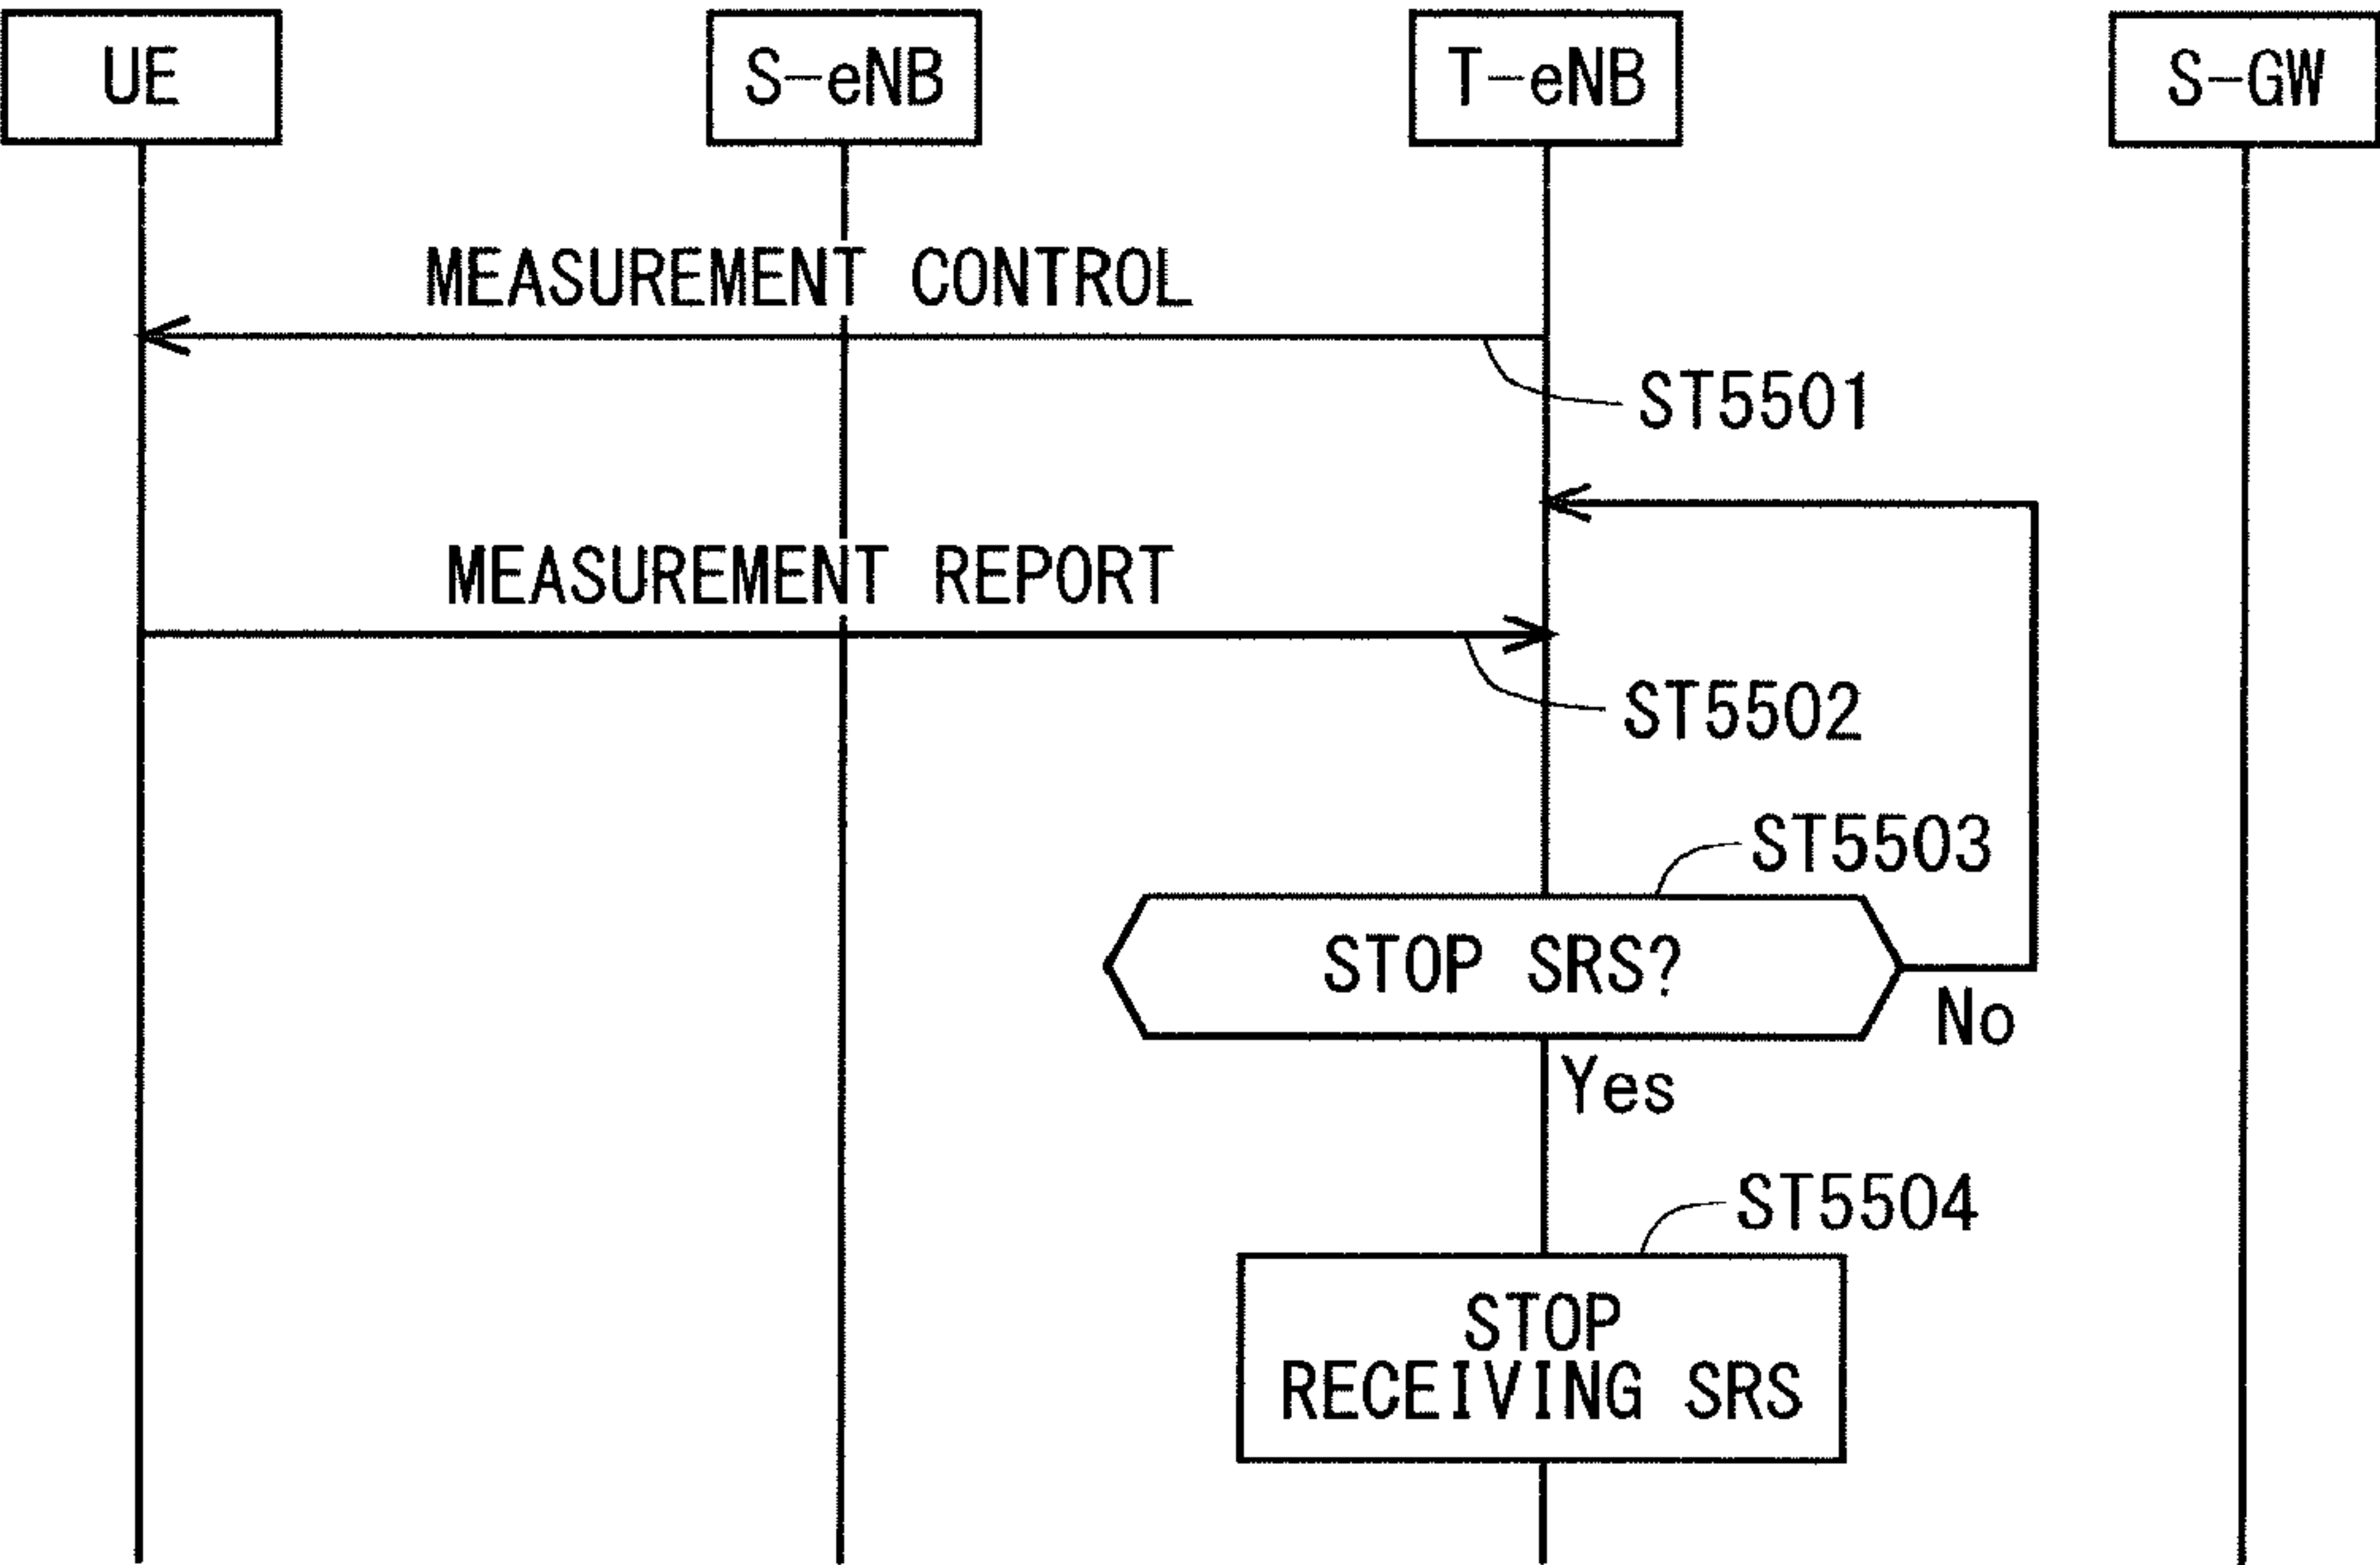 UE
S-eNB
T-eNB
S-GW
MEASUREMENT CONTROL
ST5501
MEASUREMENT REPORT
ST5502
ST5503
STOP SRS?
No
Yes
ST5504
STOP
RECEIVING SRS